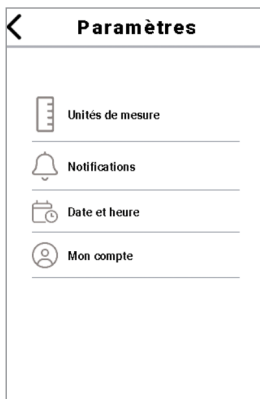 Paramètres
Unités de mesure
Notifications
Date et heure
Mon compte